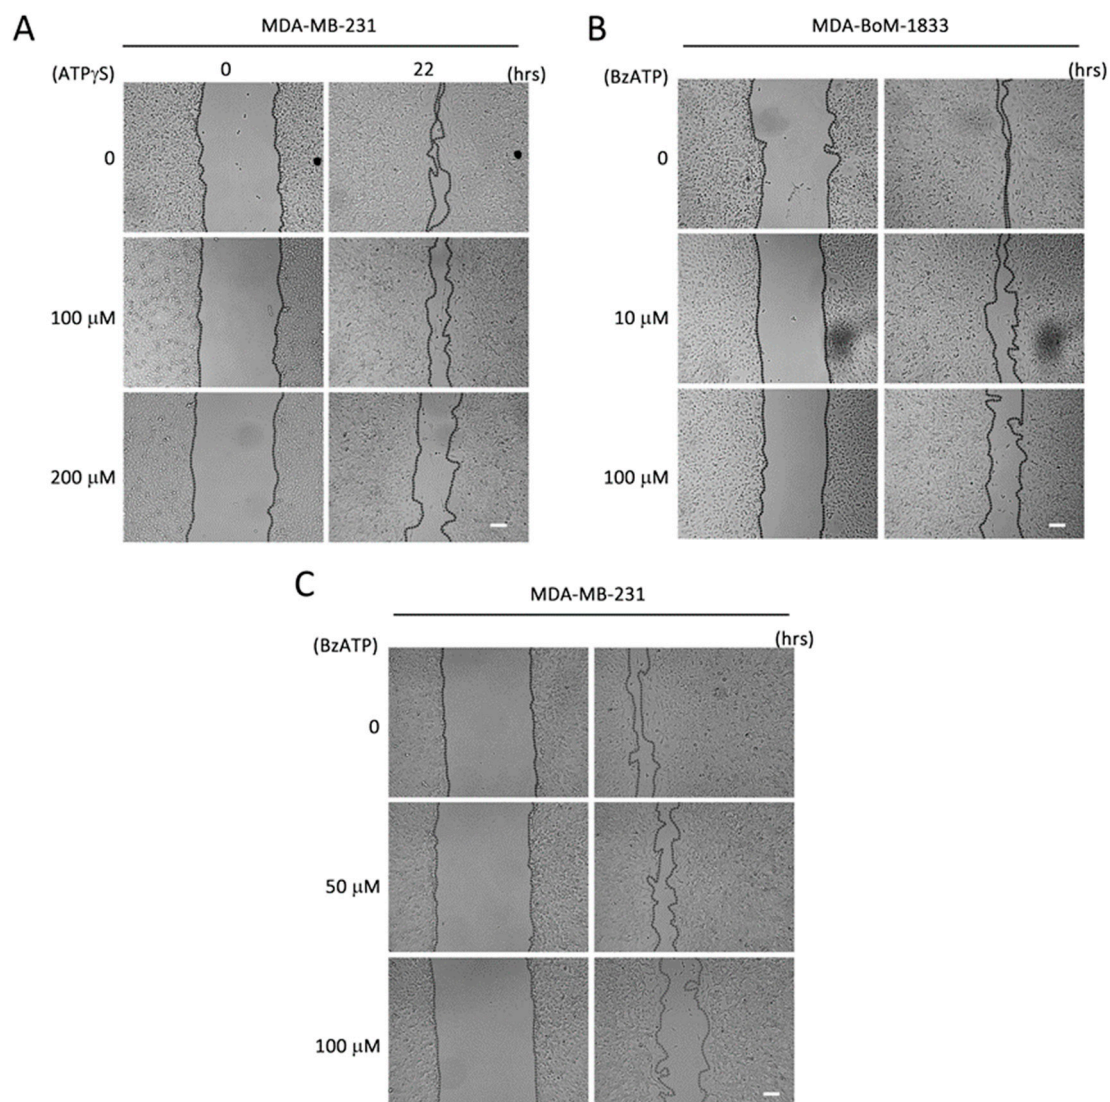 A
MDA-MB-231
(ATPγS) 0 22 (hrs)
0
100 μM
200 μM
B
MDA-BoM-1833
(BzATP) (hrs)
0
10 μM
100 μM
C
MDA-MB-231
(BzATP) (hrs)
0
50 μM
100 μM